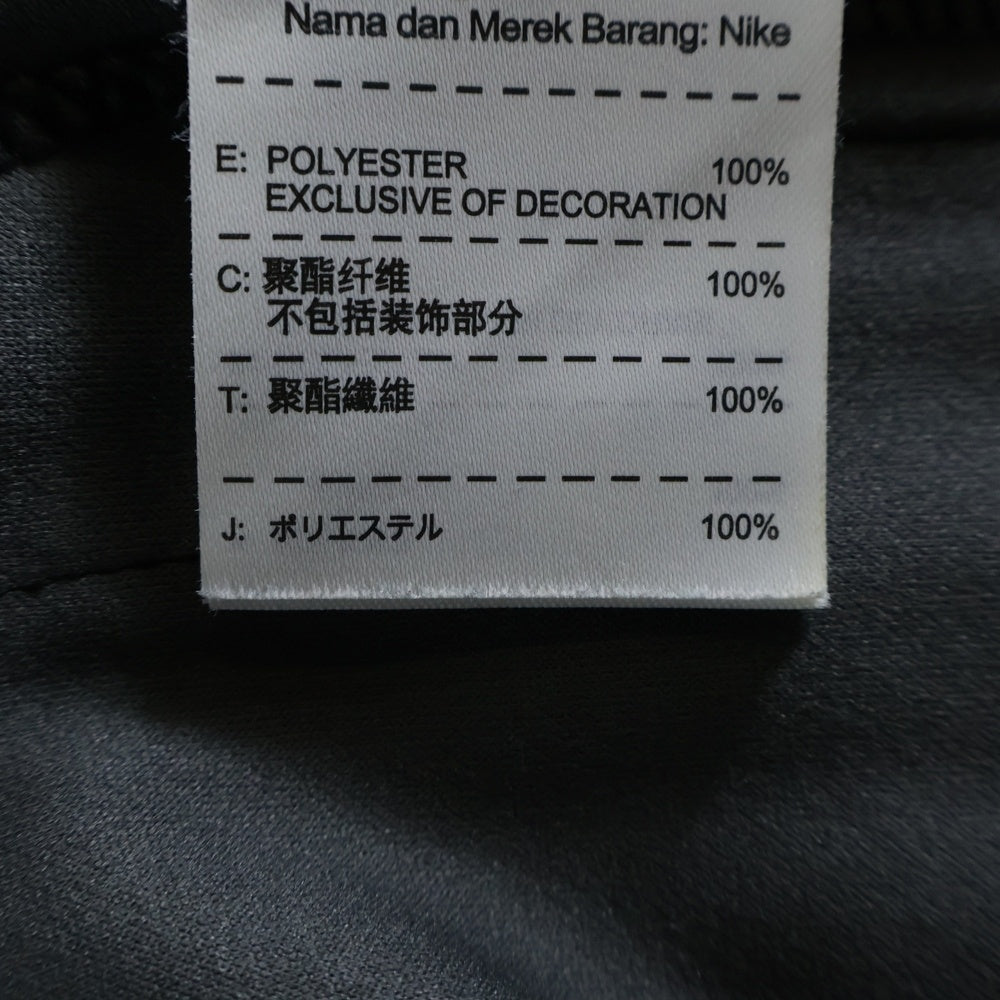 Nama dan Merek Barang: Nike
E: POLYESTER 100%
EXCLUSIVE OF DECORATION
C: 聚酯纤维 100%
不包括装饰部分
T: 聚酯纖維 100%
J: ポリエステル 100%